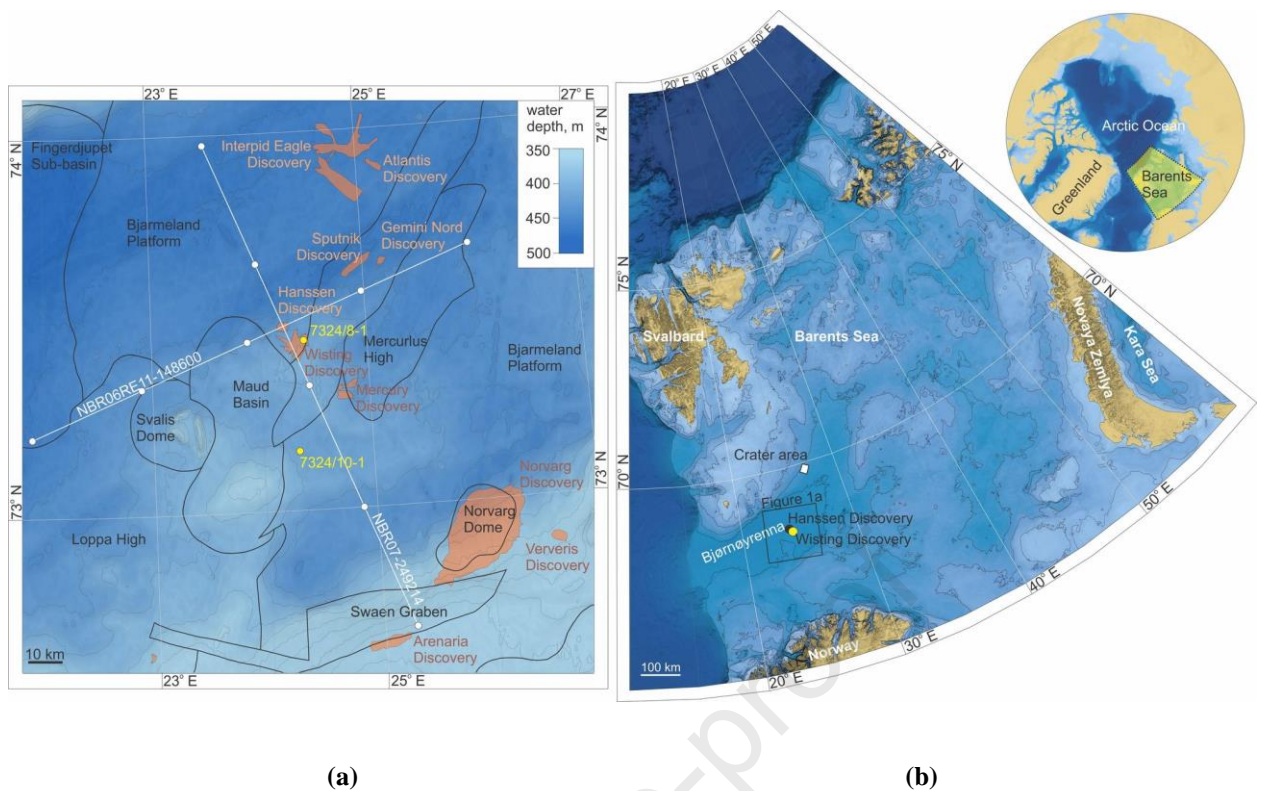 23° E
25° E
27° E
74° N
74° N
water
depth, m
350
400
450
500
Fingerdjupet
Sub-basin
Interpid Eagle
Discovery
Atlantis
Discovery
Bjarmeland
Platform
Gemini Nord
Discovery
Sputnik
Discovery
Hanssen
Discovery
7324/8-1
Wisting
Discovery
Mercurlus
High
Bjarmeland
Platform
NBR06RE11-148600
Maud
Basin
Mercury
Discovery
Svalis
Dome
7324/10-1
73° N
73° N
Norvarg
Discovery
Norvarg
Dome
Loppa High
Ververis
Discovery
NBR07-249214
Swaen Graben
Arenaria
Discovery
10 km
23° E
25° E
(a)
20° E
30° E
40° E
50° E
75° N
Arctic Ocean
Greenland
Barents
Sea
75° N
70° N
Svalbard
Barents Sea
Novaya Zemlya
Kara Sea
70° N
Crater area
Figure 1a
Hanssen Discovery
Wisting Discovery
Bjørnøyrenna
50° E
40° E
30° E
20° E
Norway
100 km
(b)